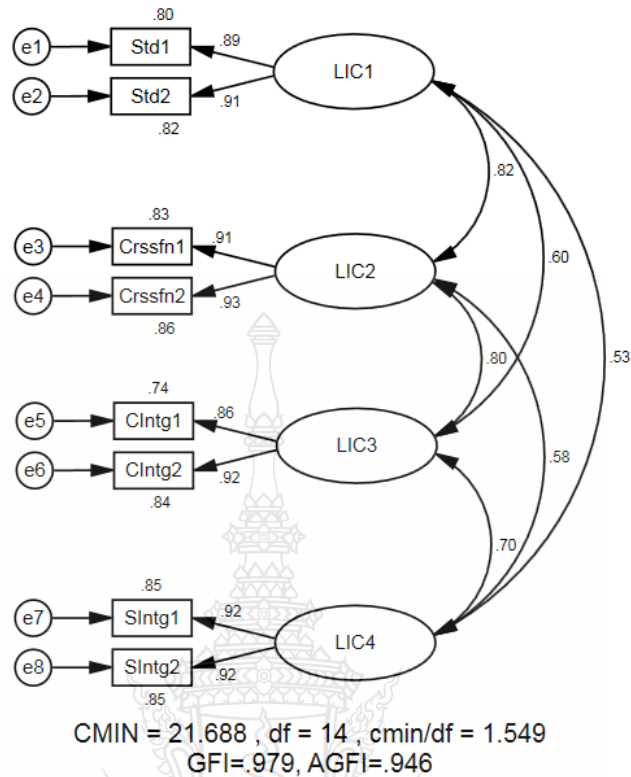 .80
e1 Std1 .89 LIC1
e2 Std2 .91
.82
.82
.83
e3 Crssfn1 .91 LIC2
.60
e4 Crssfn2 .93
.86
.80 .53
.74
e5 CIntg1 .86 LIC3
e6 CIntg2 .92
.58
.84
.70
.85
e7 SIntg1 .92 LIC4
e8 SIntg2 .92
.85
CMIN = 21.688 , df = 14 , cmin/df = 1.549
GFI=.979, AGFI=.946